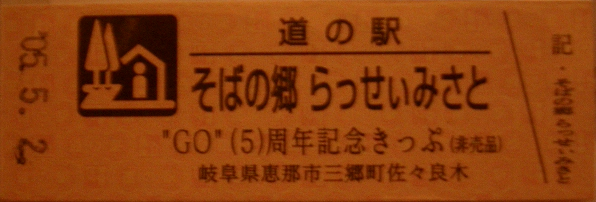 '05.5.2
道の駅
そばの郷 らっせぃみさと
"GO"(5)周年記念きっぷ(非売品)
岐阜県恵那市三郷町佐々良木
記・そばの郷らっせぃみさと